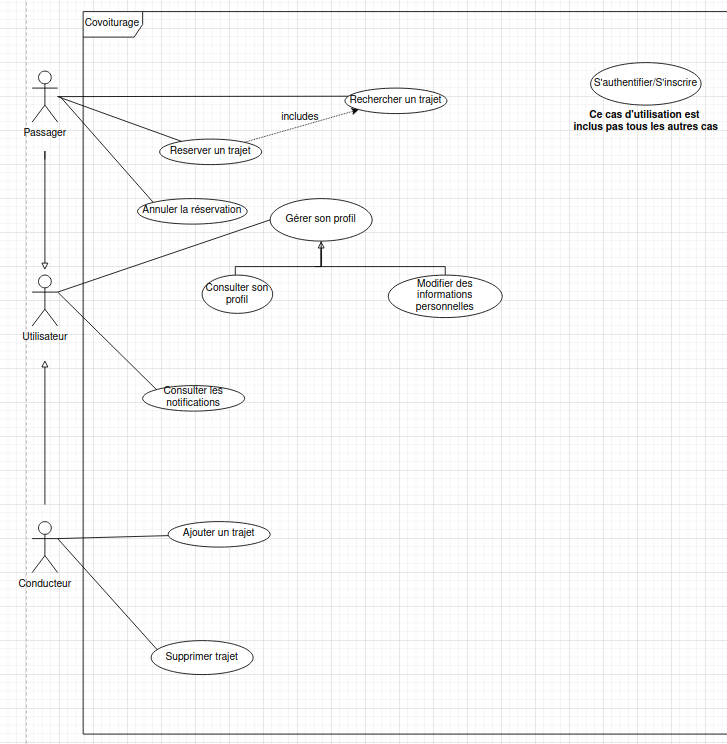 Covoiturage
S'authentifier/S'inscrire
Ce cas d'utilisation est
inclus pas tous les autres cas
Rechercher un trajet
includes
Passager
Reserver un trajet
Annuler la réservation
Gérer son profil
Consulter son
profil
Modifier des
informations
personnelles
Utilisateur
Consulter les
notifications
Ajouter un trajet
Conducteur
Supprimer trajet